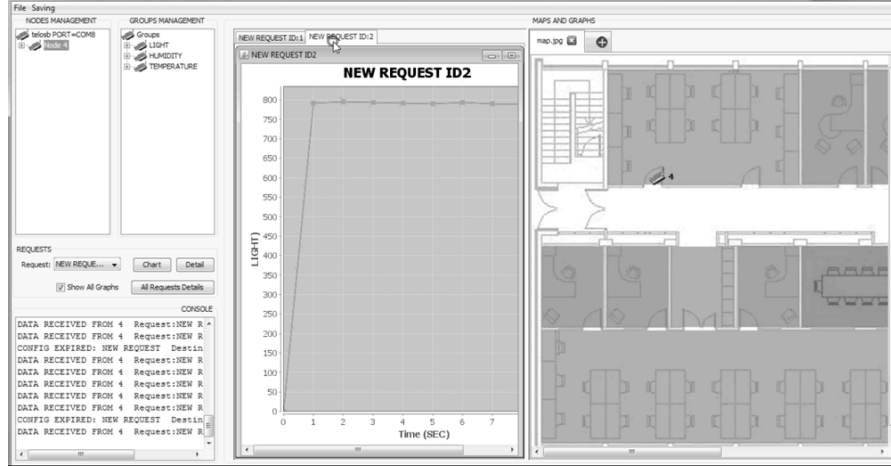 File Saving
NODES MANAGEMENT
telosb PORT=COM8
Node 4
GROUPS MANAGEMENT
Groups
LIGHT
HUMIDITY
TEMPERATURE
REQUESTS
Request: NEW REQUE...
Chart
Detail
Show All Graphs
All Requests Details
CONSOLE
DATA RECEIVED FROM 4 Request:NEW R
DATA RECEIVED FROM 4 Request:NEW R
CONFIG EXPIRED: NEW REQUEST Destin
DATA RECEIVED FROM 4 Request:NEW R
DATA RECEIVED FROM 4 Request:NEW R
DATA RECEIVED FROM 4 Request:NEW R
DATA RECEIVED FROM 4 Request:NEW R
DATA RECEIVED FROM 4 Request:NEW R
CONFIG EXPIRED: NEW REQUEST Destin
DATA RECEIVED FROM 4 Request:NEW R
NEW REQUEST ID:1
NEW REQUEST ID:2
NEW REQUEST ID2
NEW REQUEST ID2
800
750
700
650
600
550
500
450
400
350
300
250
200
150
100
50
0
LIGHT)
0 1 2 3 4 5 6 7
Time (SEC)
MAPS AND GRAPHS
map.jpg
4